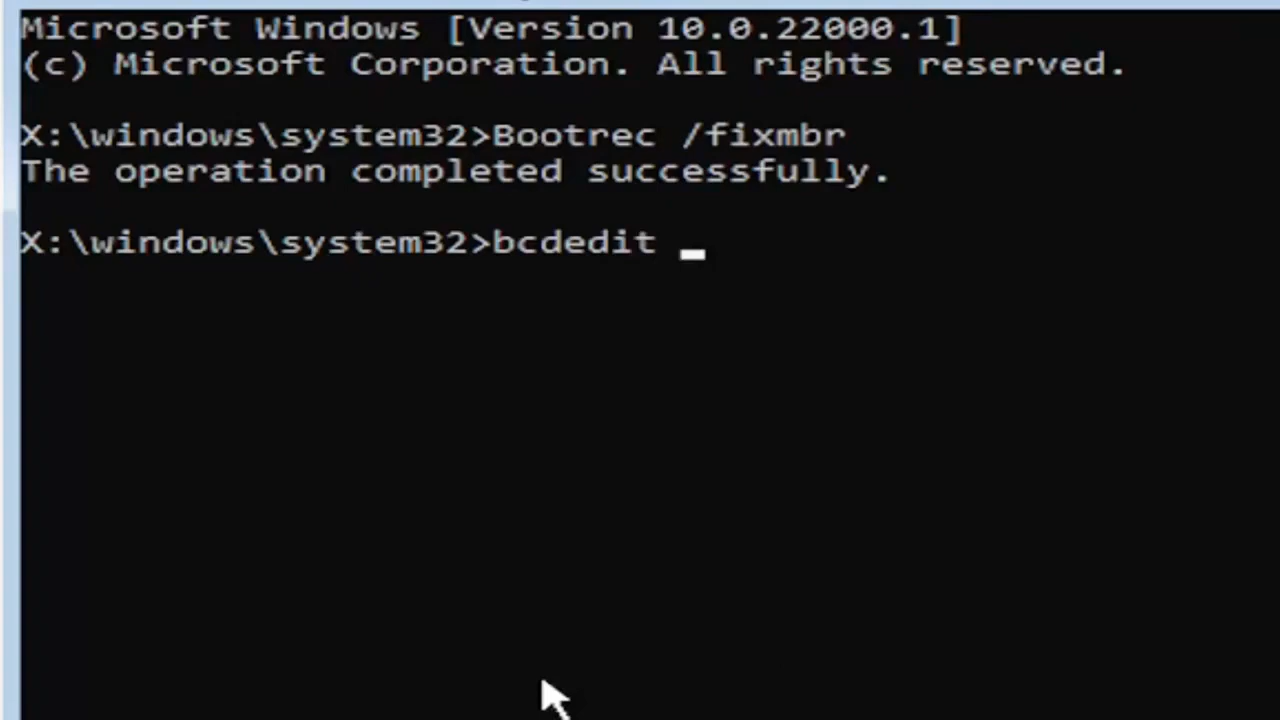 Microsoft Windows [Version 10.0.22000.1]
(c) Microsoft Corporation. All rights reserved.
X:\windows\system32>Bootrec /fixmbr
The operation completed successfully.
X:\windows\system32>bcdedit